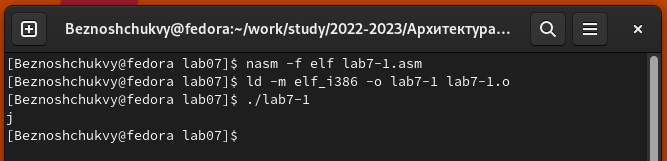 Beznoshchukvy@fedora:~/work/study/2022-2023/Архитектура...
[Beznoshchukvy@fedora lab07]$ nasm -f elf lab7-1.asm
[Beznoshchukvy@fedora lab07]$ ld -m elf_i386 -o lab7-1 lab7-1.o
[Beznoshchukvy@fedora lab07]$ ./lab7-1
j
[Beznoshchukvy@fedora lab07]$